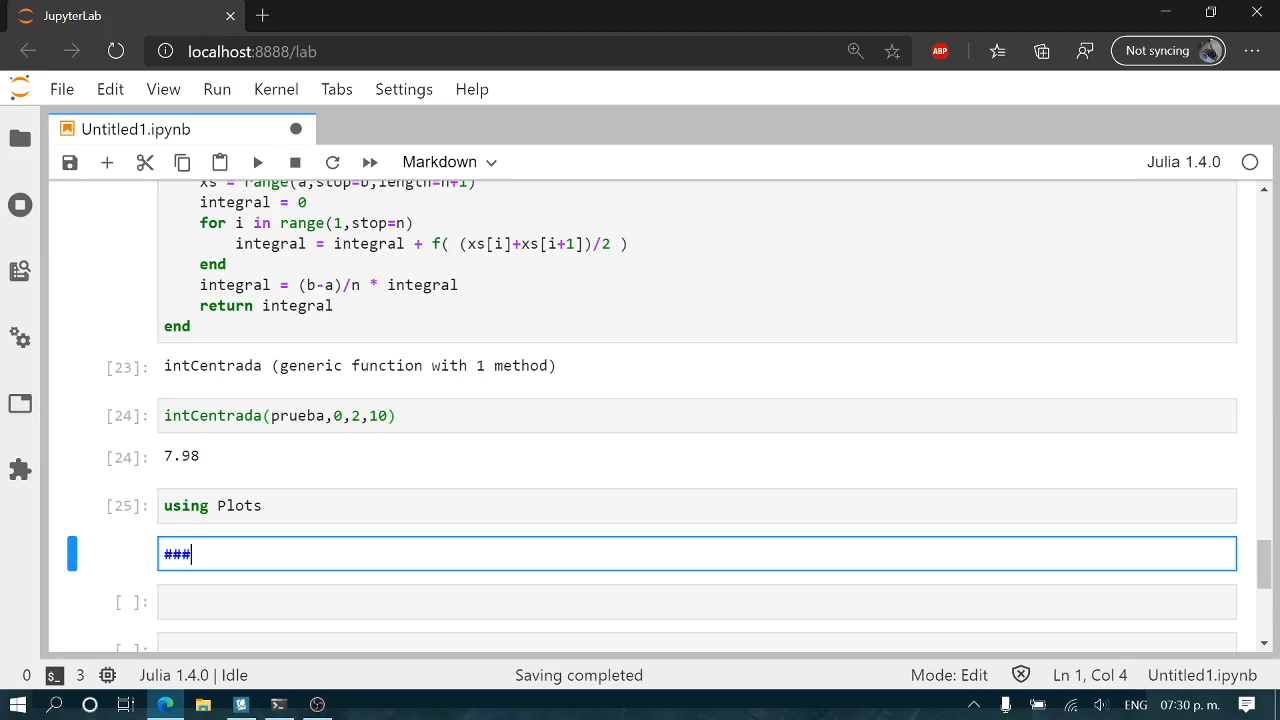 JupyterLab
localhost:8888/lab
ABP
Not syncing
File Edit View Run Kernel Tabs Settings Help
Untitled1.ipynb
Markdown
Julia 1.4.0
xs = range(a,stop=b,length=n+1)
integral = 0
for i in range(1,stop=n)
integral = integral + f( (xs[i]+xs[i+1])/2 )
end
integral = (b-a)/n * integral
return integral
end
[23]: intCentrada (generic function with 1 method)
[24]: intCentrada(prueba,0,2,10)
[24]: 7.98
[25]: using Plots
###
[ ]:
[ ]:
0 $_ 3 Julia 1.4.0 | Idle Saving completed Mode: Edit Ln 1, Col 4 Untitled1.ipynb
ENG 07:30 p. m.